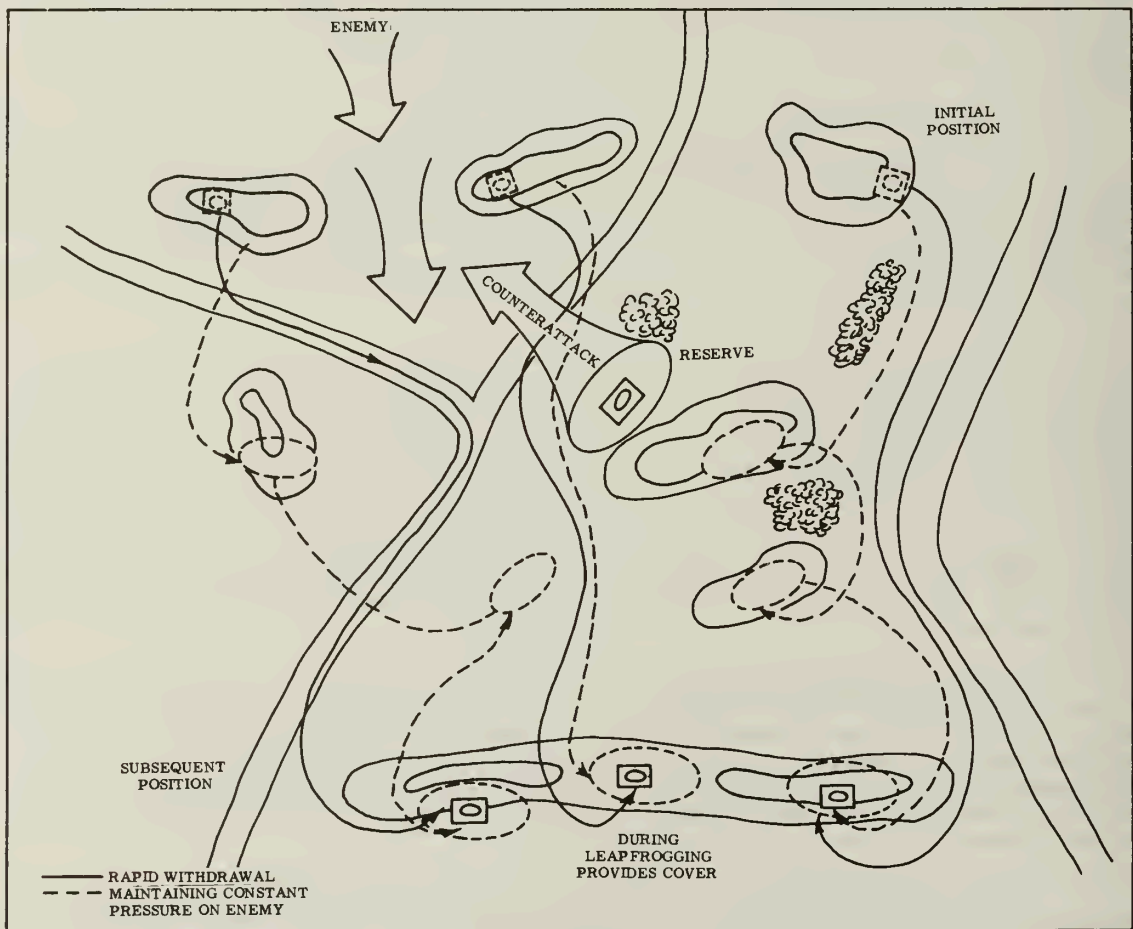 ENEMY
INITIAL
POSITION
COUNTERATTACK
RESERVE
SUBSEQUENT
POSITION
DURING
LEAPFROGGING
PROVIDES COVER
RAPID WITHDRAWAL
MAINTAINING CONSTANT
PRESSURE ON ENEMY